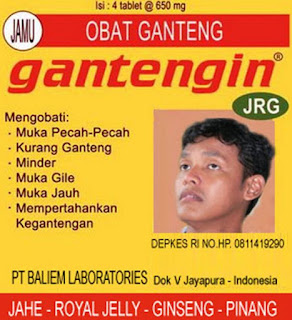 Isi : 4 tablet @ 650 mg
JAMU
OBAT GANTENG
gantengin®
JRG
Mengobati:
· Muka Pecah-Pecah
· Kurang Ganteng
· Minder
· Muka Gile
· Muka Jauh
· Mempertahankan
Kegantengan
DEPKES RI NO.HP. 0811419290
PT BALIEM LABORATORIES Dok V Jayapura - Indonesia
JAHE - ROYAL JELLY - GINSENG - PINANG